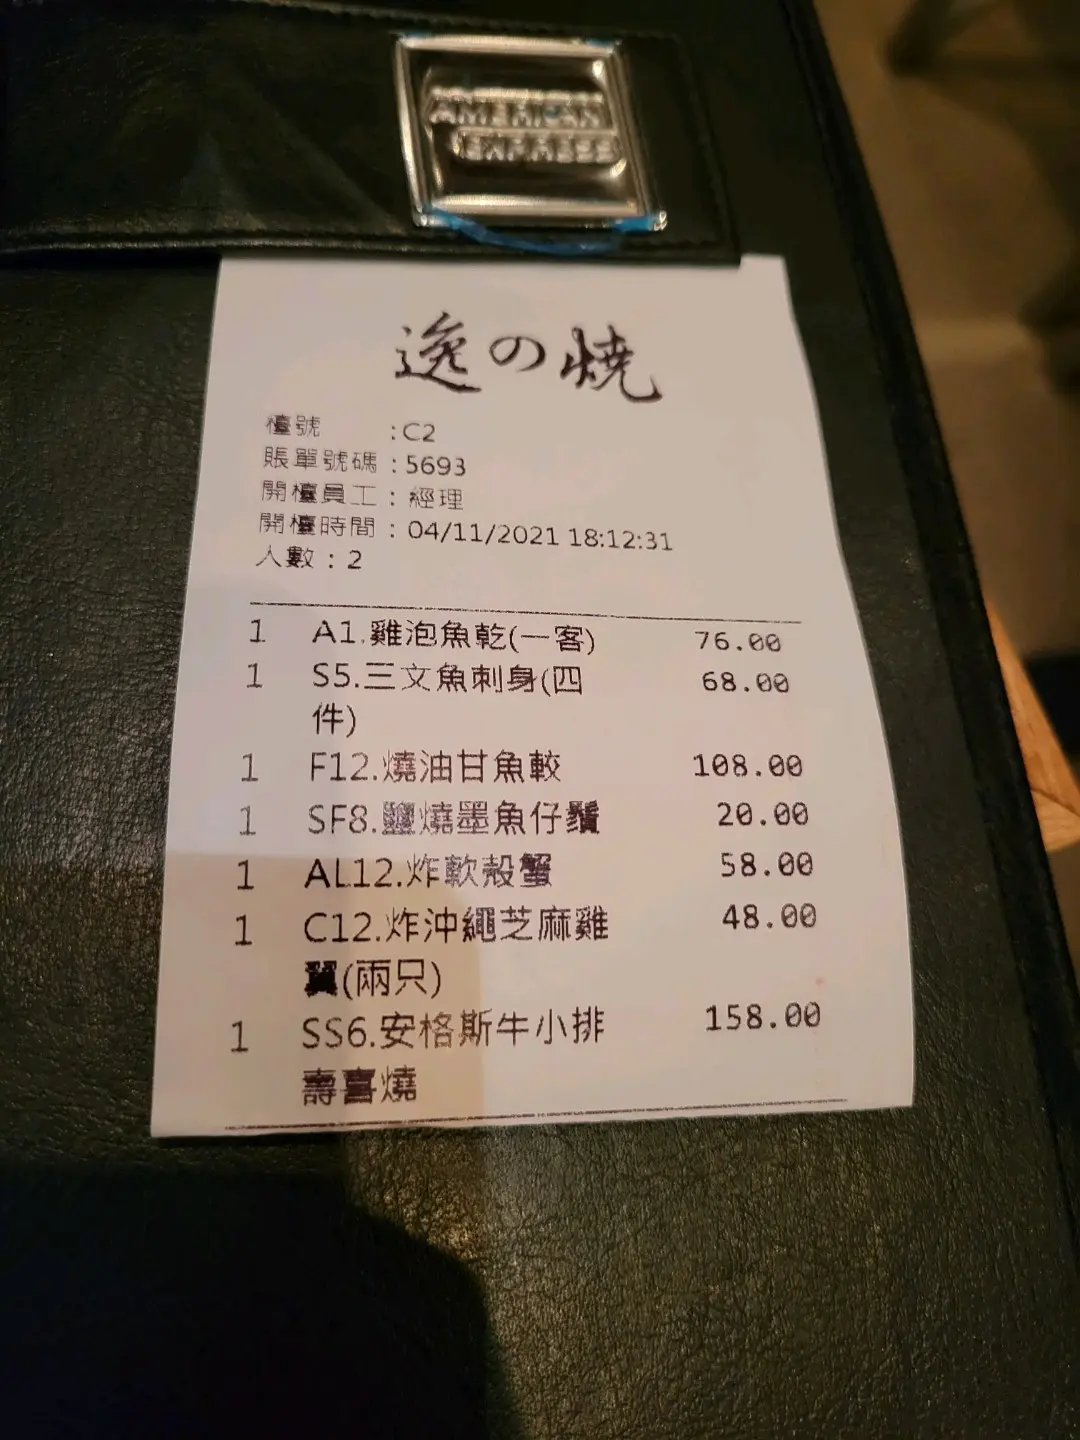 AMERICAN
EXPRESS
逸の燒
檯號 :C2
賬單號碼 :5693
開檯員工 : 經理
開檯時間 : 04/11/2021 18:12:31
人數 : 2
1 A1.雞泡魚乾(一客) 76.00
1 S5.三文魚刺身(四 68.00
件)
1 F12.燒油甘魚鮫 108.00
1 SF8.鹽燒墨魚仔鬚 20.00
1 AL12.炸軟殼蟹 58.00
1 C12.炸沖繩芝麻雞 48.00
翼(兩只)
1 SS6.安格斯牛小排 158.00
壽喜燒